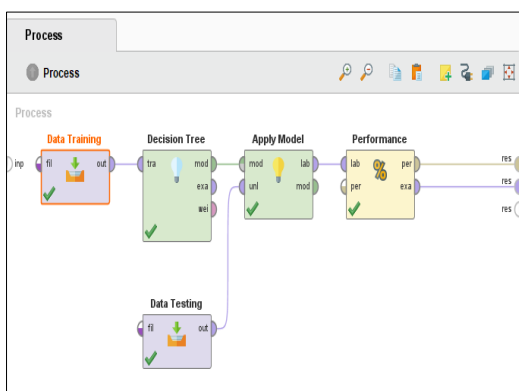 Process
Process
Process
Data Training Decision Tree Apply Model Performance
inp fil out tra mod mod lab lab per res
exa unl mod per exa res
wei res
Data Testing
fil out